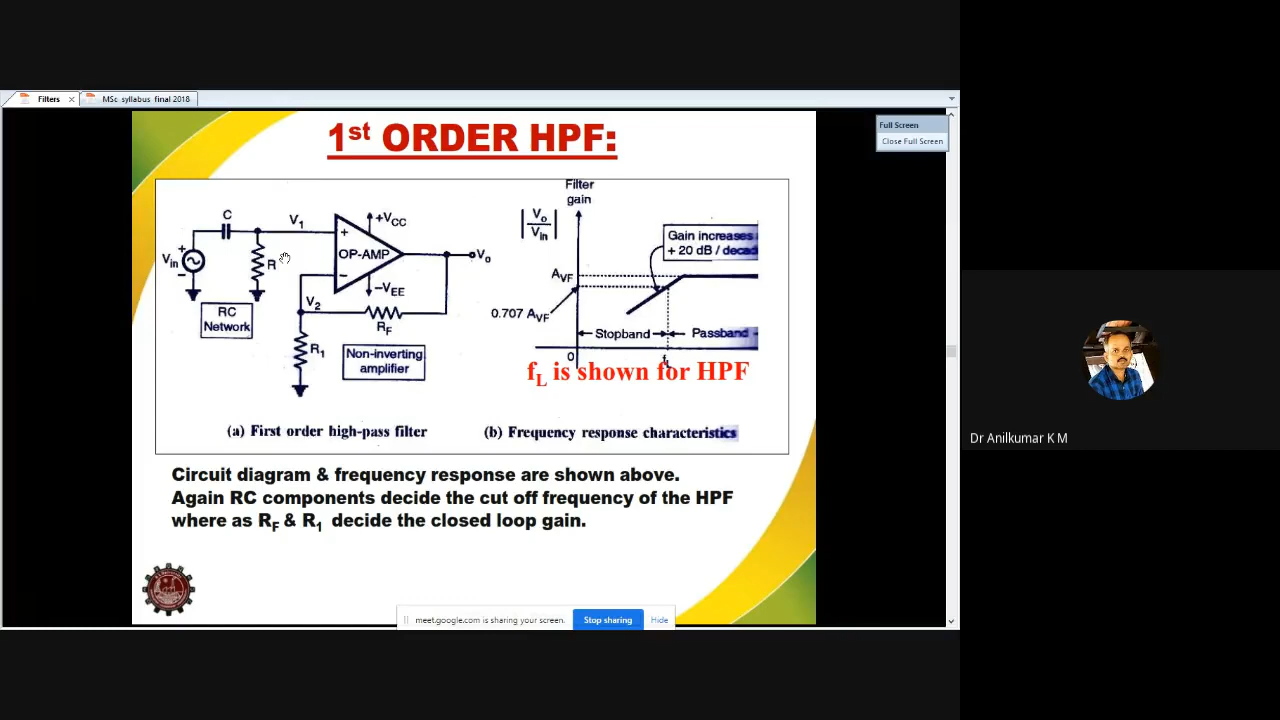 Filters
MSc syllabus final 2018
Full Screen
Close Full Screen
1st ORDER HPF:
C
V1
+VCC
+
Vin
+
-
R
OP-AMP
-
Vo
-VEE
V2
RC
Network
RF
R1
Non-inverting
amplifier
Filter
gain
|Vo/Vin|
Gain increases
+ 20 dB / decad
AVF
0.707 AVF
Stopband
Passband
0
fL
fL is shown for HPF
(a) First order high-pass filter
(b) Frequency response characteristics
Circuit diagram & frequency response are shown above.
Again RC components decide the cut off frequency of the HPF
where as RF & R1 decide the closed loop gain.
meet.google.com is sharing your screen.
Stop sharing
Hide
Dr Anilkumar K M